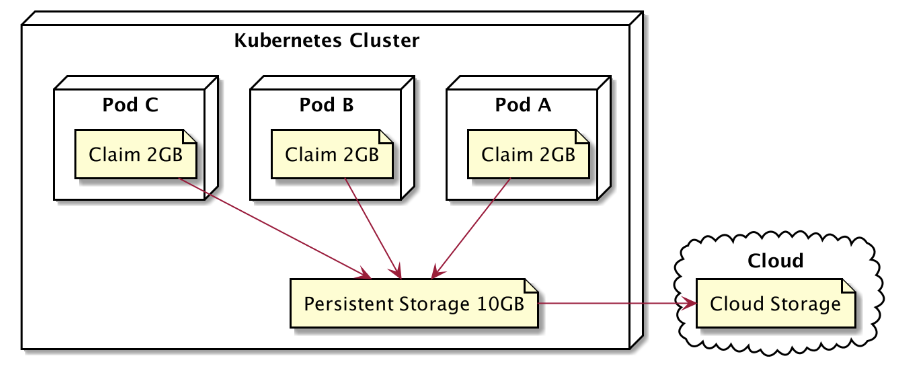 Kubernetes Cluster
Pod C
Pod B
Pod A
Claim 2GB
Claim 2GB
Claim 2GB
Cloud
Persistent Storage 10GB
Cloud Storage